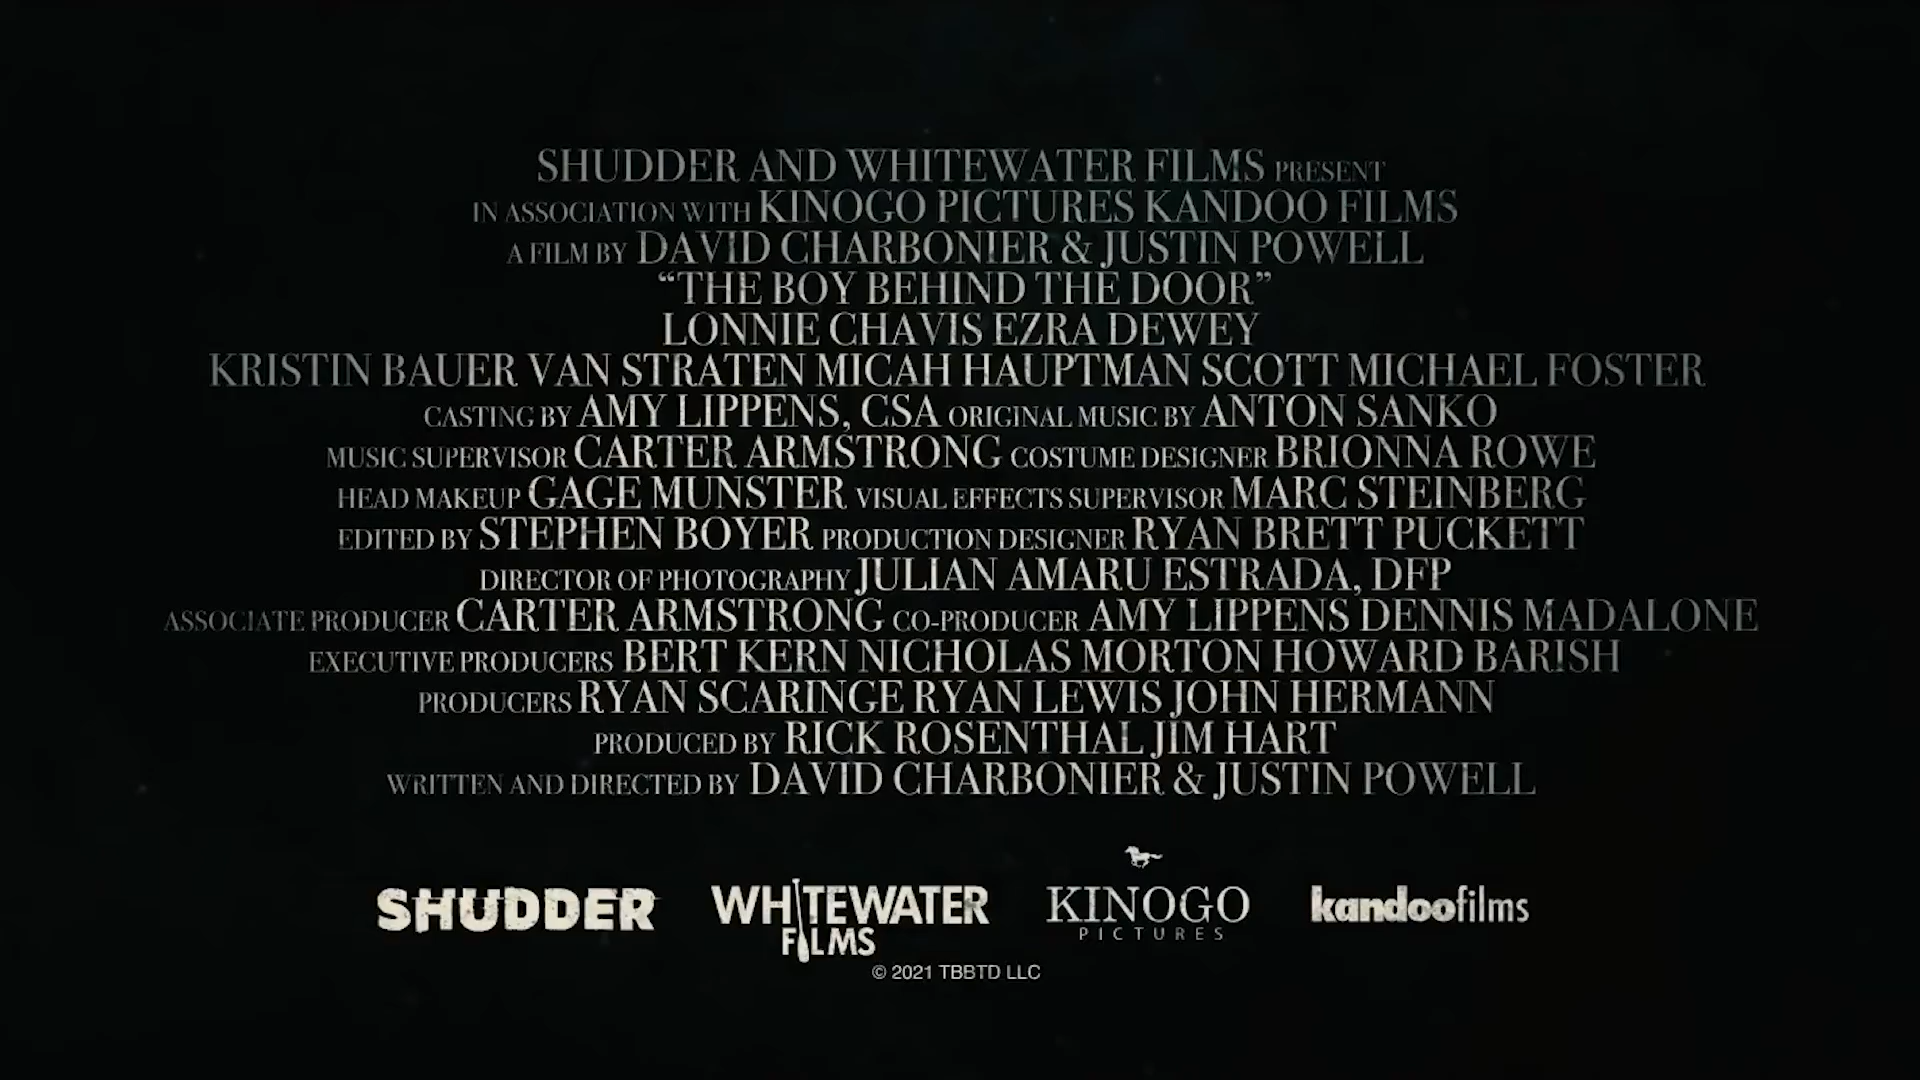 SHUDDER AND WHITEWATER FILMS PRESENT
IN ASSOCIATION WITH KINOGO PICTURES KANDOO FILMS
A FILM BY DAVID CHARBONIER & JUSTIN POWELL
“THE BOY BEHIND THE DOOR”
LONNIE CHAVIS EZRA DEWEY
KRISTIN BAUER VAN STRATEN MICAH HAUPTMAN SCOTT MICHAEL FOSTER
CASTING BY AMY LIPPENS, CSA ORIGINAL MUSIC BY ANTON SANKO
MUSIC SUPERVISOR CARTER ARMSTRONG COSTUME DESIGNER BRIONNA ROWE
HEAD MAKEUP GAGE MUNSTER VISUAL EFFECTS SUPERVISOR MARC STEINBERG
EDITED BY STEPHEN BOYER PRODUCTION DESIGNER RYAN BRETT PUCKETT
DIRECTOR OF PHOTOGRAPHY JULIAN AMARU ESTRADA, DFP
ASSOCIATE PRODUCER CARTER ARMSTRONG CO-PRODUCER AMY LIPPENS DENNIS MADALONE
EXECUTIVE PRODUCERS BERT KERN NICHOLAS MORTON HOWARD BARISH
PRODUCERS RYAN SCARINGE RYAN LEWIS JOHN HERMANN
PRODUCED BY RICK ROSENTHAL JIM HART
WRITTEN AND DIRECTED BY DAVID CHARBONIER & JUSTIN POWELL
SHUDDER
WHITEWATER
FILMS
KINOGO
PICTURES
kandoofilms
© 2021 TBBTD LLC